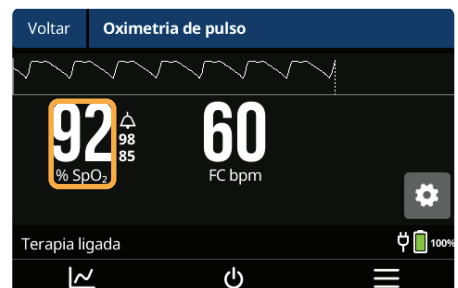 Voltar Oximetria de pulso
92 98 60
85
% SpO₂ FC bpm
Terapia ligada 100%